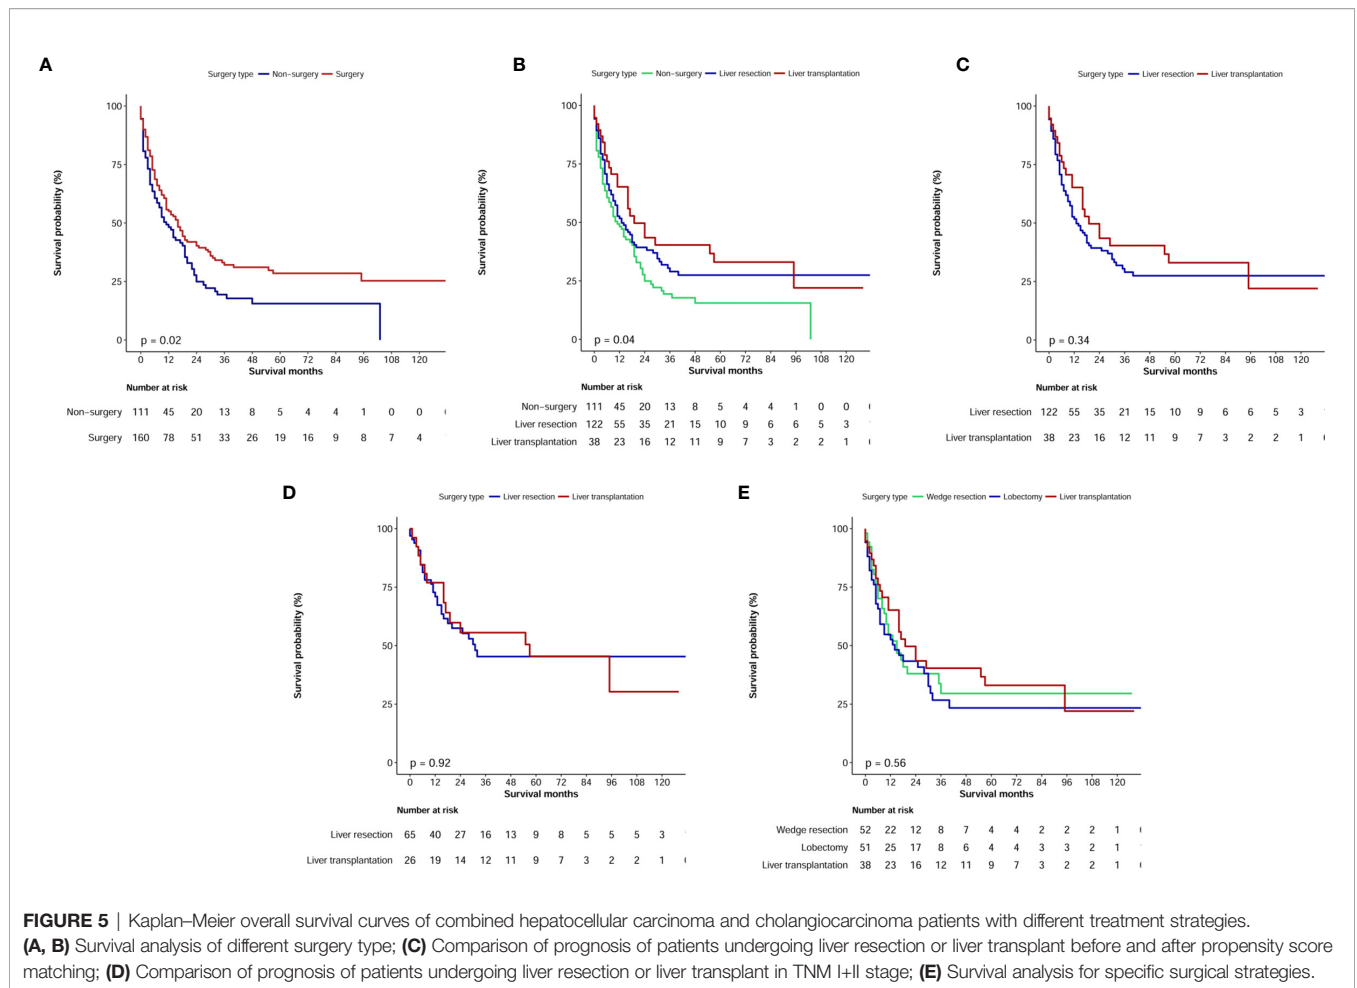 A
Surgery type Non-surgery Surgery
Survival probability (%)
100
75
50
25
0
p = 0.02
0 12 24 36 48 60 72 84 96 108 120
Survival months
Number at risk
Non-surgery 111 45 20 13 8 5 4 4 1 0 0
Surgery 160 78 51 33 26 19 16 9 8 7 4
B
Surgery type Non-surgery Liver resection Liver transplantation
Survival probability (%)
100
75
50
25
0
p = 0.04
0 12 24 36 48 60 72 84 96 108 120
Survival months
Number at risk
Non-surgery 111 45 20 13 8 5 4 4 1 0 0
Liver resection 122 55 35 21 15 10 9 6 6 5 3
Liver transplantation 38 23 16 12 11 9 7 3 2 2 1
C
Surgery type Liver resection Liver transplantation
Survival probability (%)
100
75
50
25
0
p = 0.34
0 12 24 36 48 60 72 84 96 108 120
Survival months
Number at risk
Liver resection 122 55 35 21 15 10 9 6 6 5 3
Liver transplantation 38 23 16 12 11 9 7 3 2 2 1
D
Surgery type Liver resection Liver transplantation
Survival probability (%)
100
75
50
25
0
p = 0.92
0 12 24 36 48 60 72 84 96 108 120
Survival months
Number at risk
Liver resection 65 40 27 16 13 9 8 5 5 5 3
Liver transplantation 26 19 14 12 11 9 7 3 2 2 1
E
Surgery type Wedge resection Lobectomy Liver transplantation
Survival probability (%)
100
75
50
25
0
p = 0.56
0 12 24 36 48 60 72 84 96 108 120
Survival months
Number at risk
Wedge resection 52 22 12 8 7 4 4 2 2 2 1
Lobectomy 51 25 17 8 6 4 4 3 3 2 1
Liver transplantation 38 23 16 12 11 9 7 3 2 2 1
FIGURE 5 | Kaplan–Meier overall survival curves of combined hepatocellular carcinoma and cholangiocarcinoma patients with different treatment strategies.
(A, B) Survival analysis of different surgery type; (C) Comparison of prognosis of patients undergoing liver resection or liver transplant before and after propensity score
matching; (D) Comparison of prognosis of patients undergoing liver resection or liver transplant in TNM I+II stage; (E) Survival analysis for specific surgical strategies.